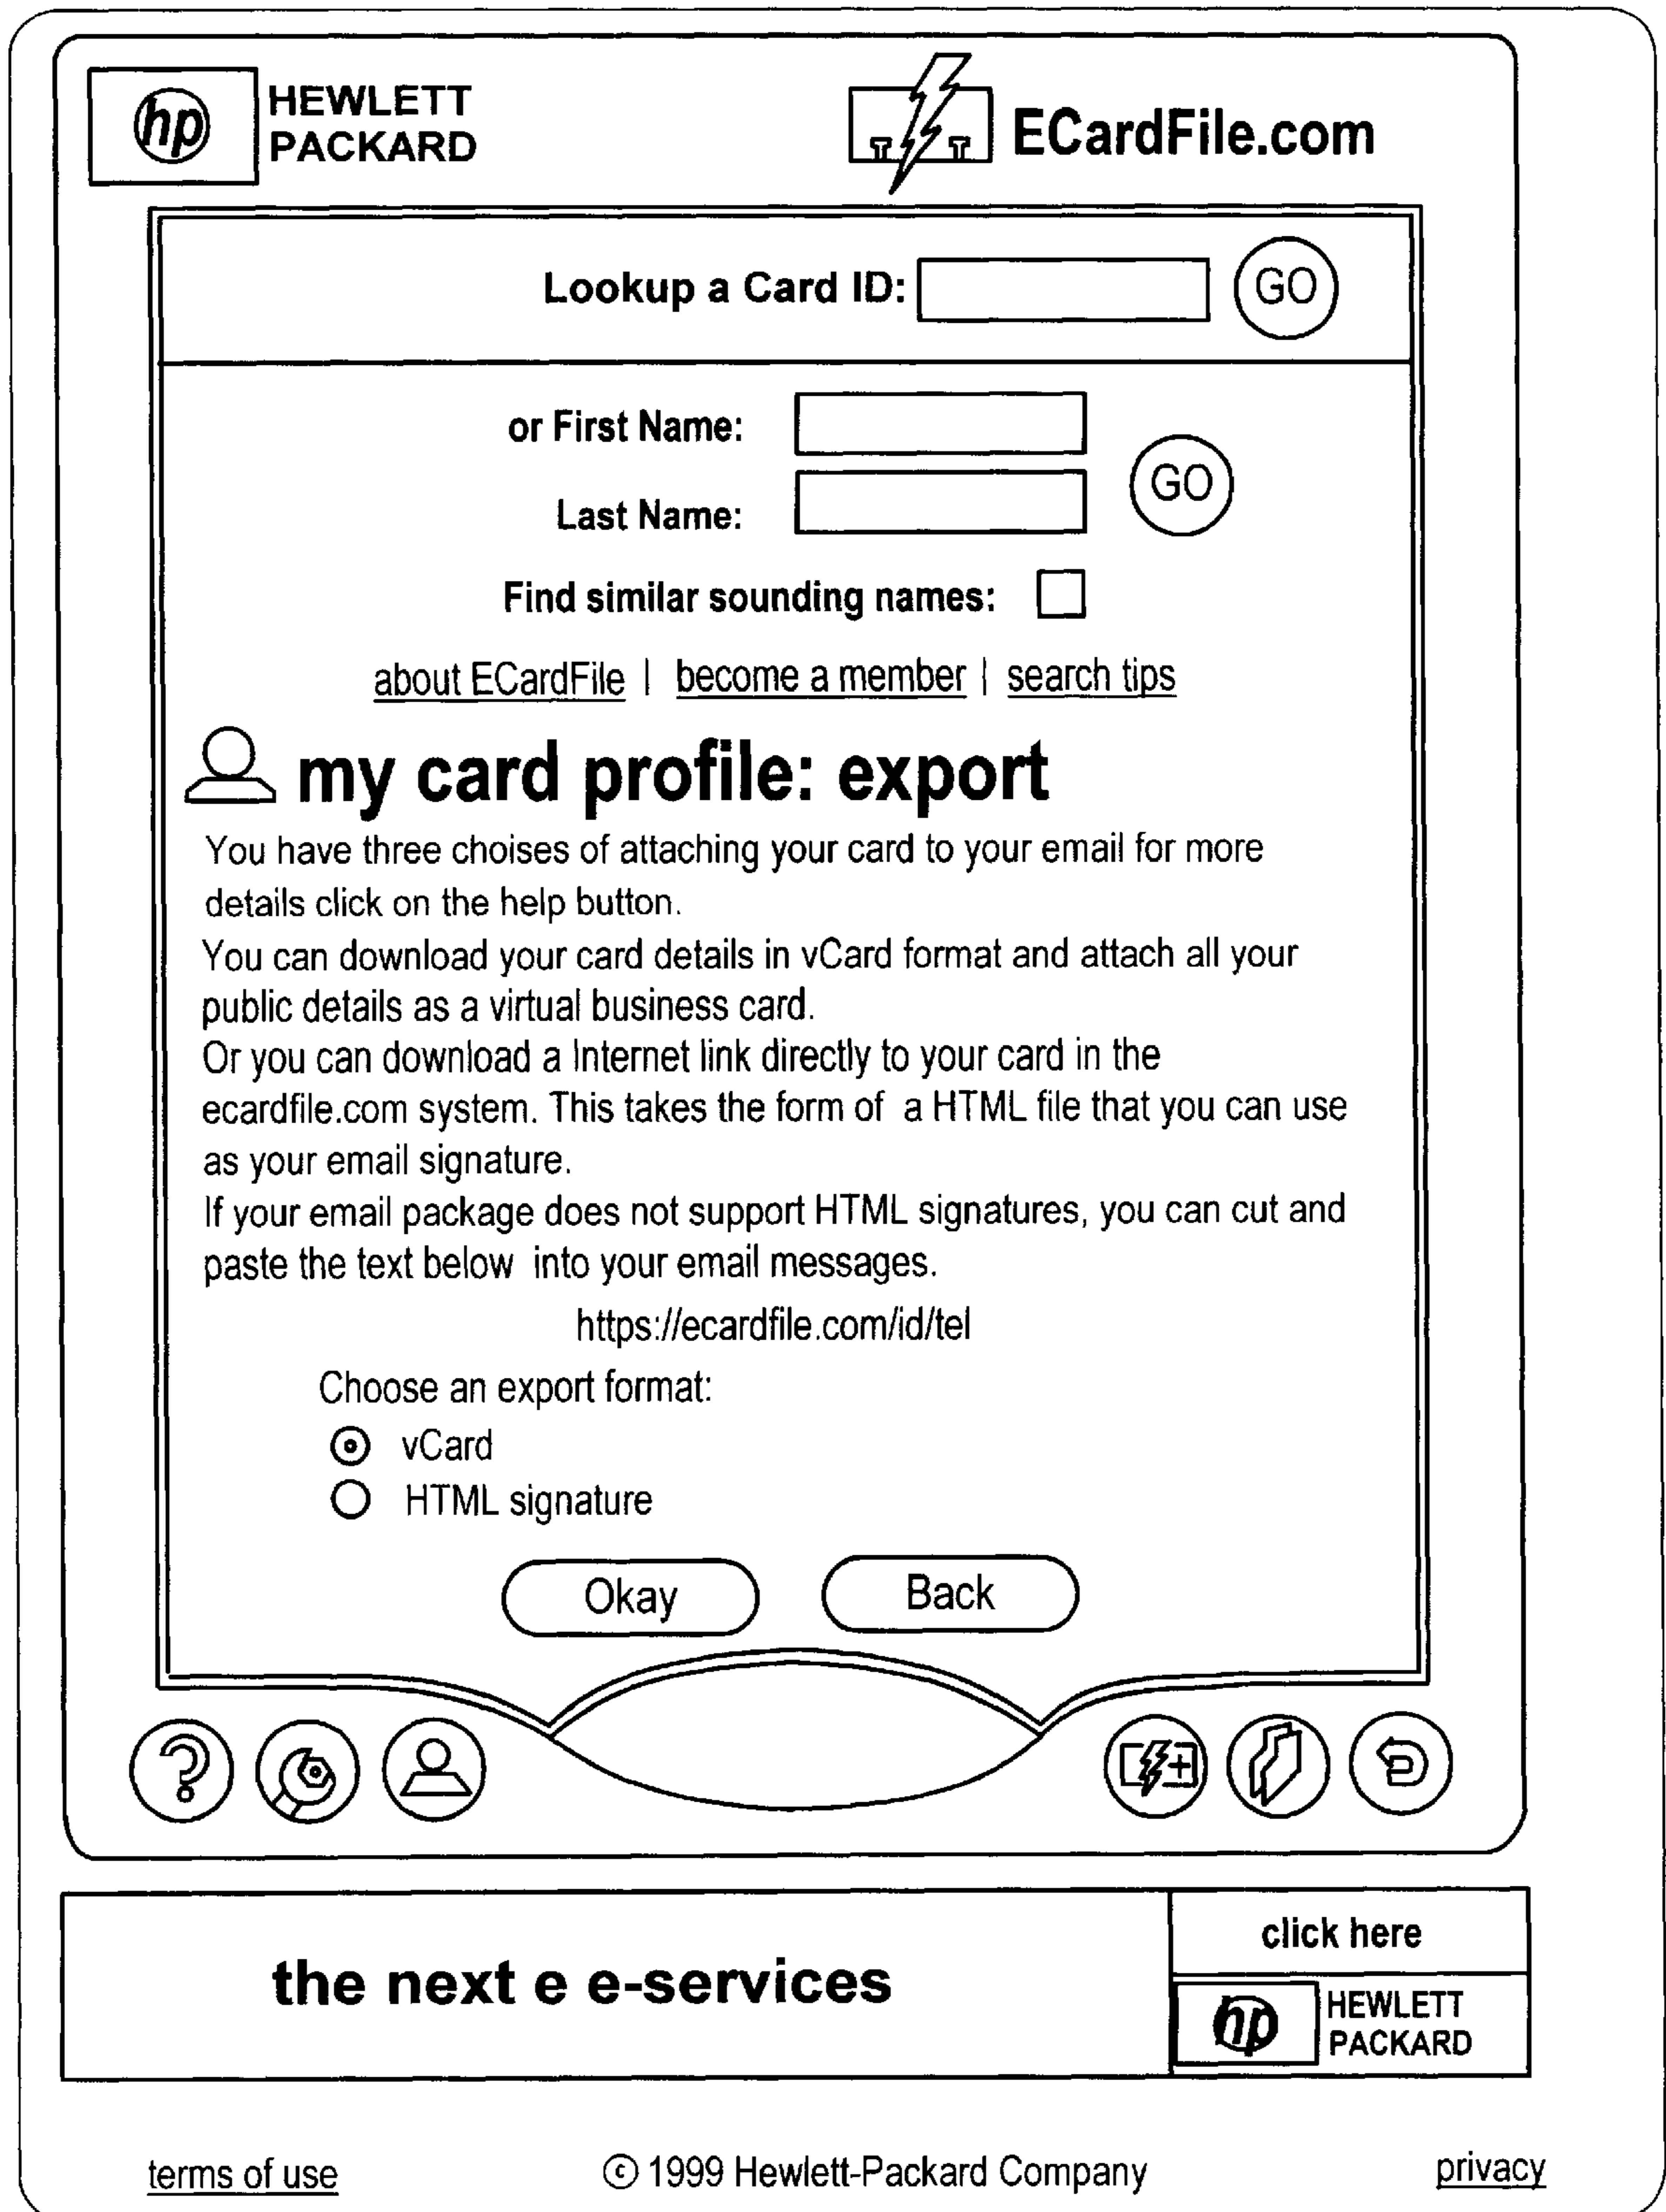 hp HEWLETT
PACKARD
ECardFile.com
Lookup a Card ID: GO
or First Name:
Last Name:
GO
Find similar sounding names:
about ECardFile | become a member | search tips
my card profile: export
You have three choises of attaching your card to your email for more
details click on the help button.
You can download your card details in vCard format and attach all your
public details as a virtual business card.
Or you can download a Internet link directly to your card in the
ecardfile.com system. This takes the form of a HTML file that you can use
as your email signature.
If your email package does not support HTML signatures, you can cut and
paste the text below into your email messages.
https://ecardfile.com/id/tel
Choose an export format:
vCard
HTML signature
Okay Back
?
the next e e-services
click here
hp HEWLETT
PACKARD
terms of use © 1999 Hewlett-Packard Company privacy